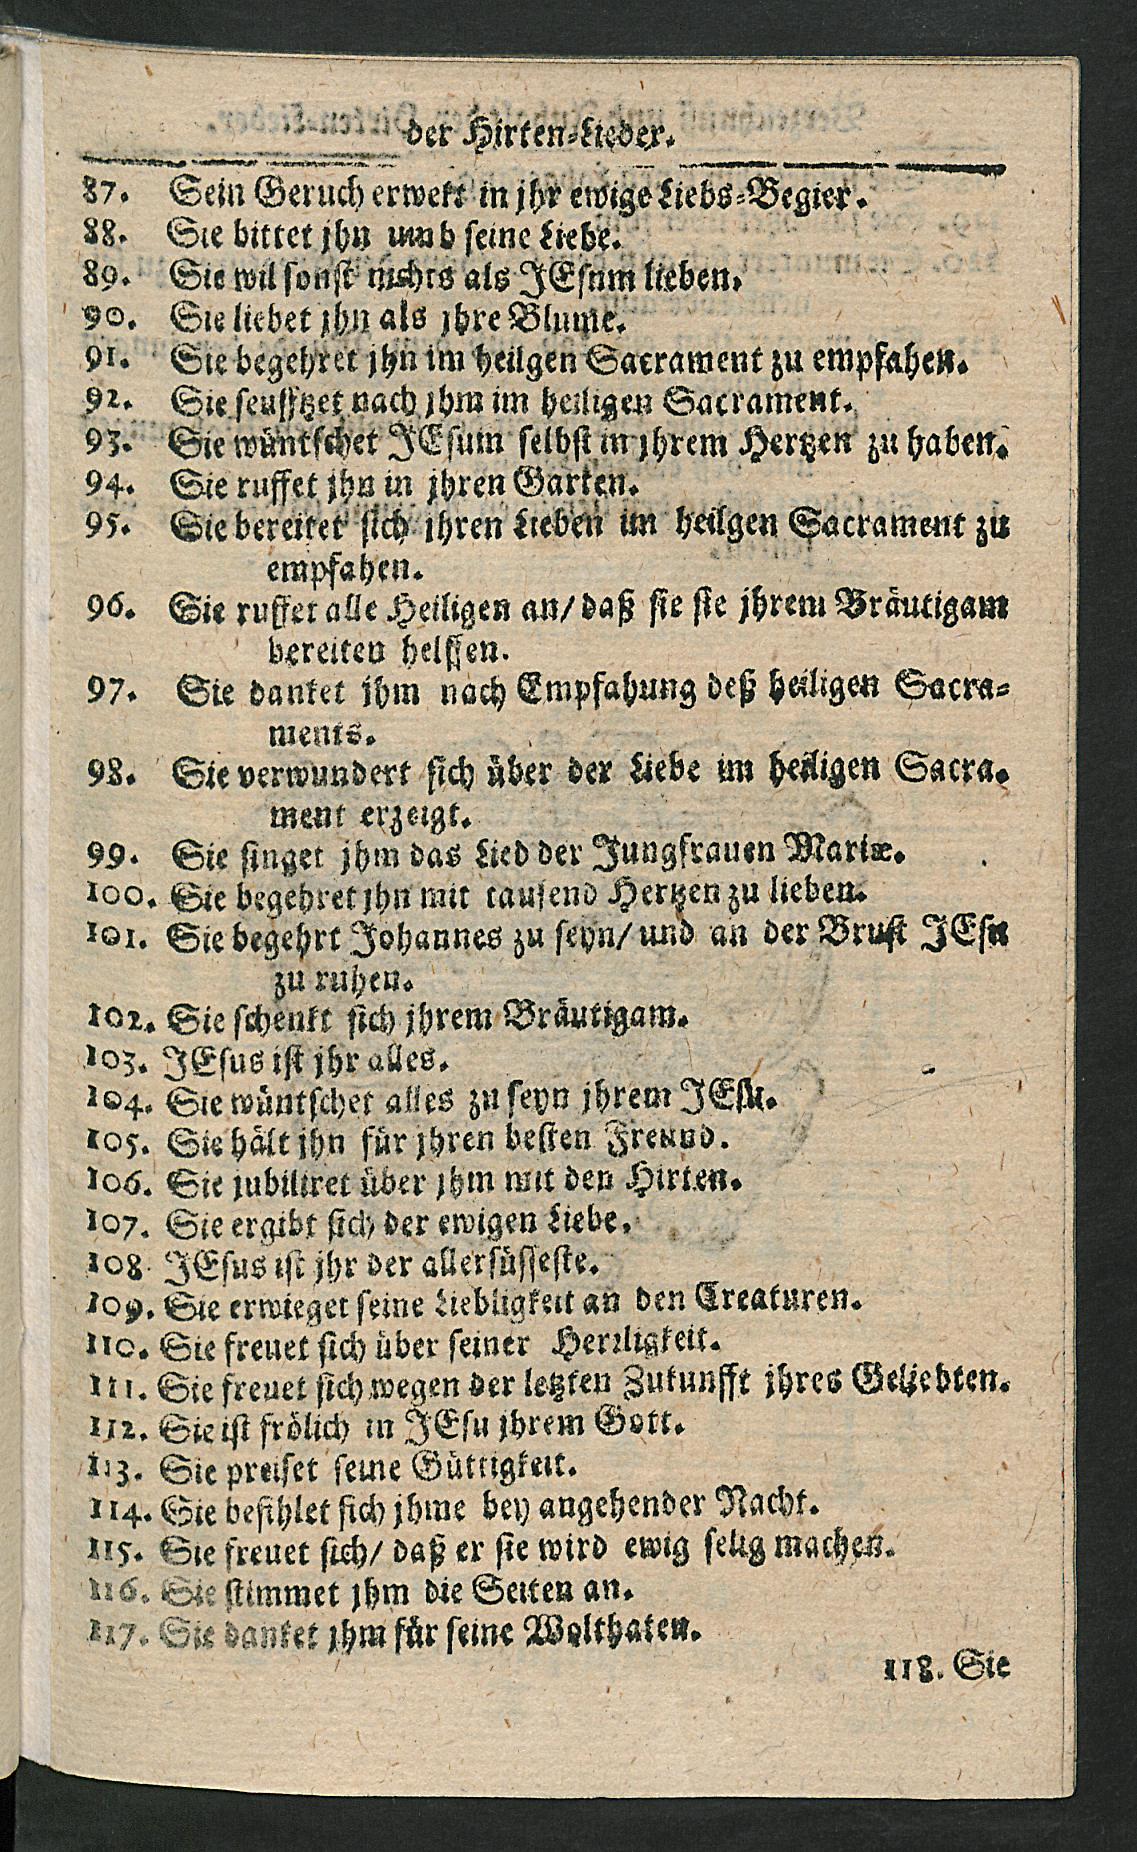 der Hirten-Lieder.
87. Sein Geruch erwekt in jhr ewige Liebs-Begier.
88. Sie bittet jhn umb seine Liebe.
89. Sie wil sonst nichts als JEsum lieben.
90. Sie liebet jhn als jhre Blume.
91. Sie begehret jhn im heilgen Sacrament zu empfahen.
92. Sie seufftzet nach jhm im heiligen Sacrament.
93. Sie wüntschet JEsum selbst in jhrem Hertzen zu haben.
94. Sie ruffet jhn in jhren Garten.
95. Sie bereitet sich ihren Lieben im heilgen Sacrament zu
empfahen.
96. Sie ruffet alle Heiligen an/ daß sie sie jhrem Bräutigam
bereiten helffen.
97. Sie danket ihm nach Empfahung deß heiligen Sacra-
ments.
98. Sie verwundert sich über der Liebe im heiligen Sacra.
ment erzeigt.
99. Sie singet jhm das Lied der Jungfrauen Mariæ.
100. Sie begehret jhn mit tausend Hertzen zu lieben.
101. Sie begehrt Johannes zu seyn/ und an der Brust JEsu
zu ruhen.
102. Sie schenkt sich jhrem Bräutigam.
103. JEsus ist jhr alles.
104. Sie wüntschet alles zu seyn jhrem JEsu.
105. Sie hält jhn für jhren besten Freund.
106. Sie jubiliret über jhm mit den Hirten.
107. Sie ergibt sich der ewigen Liebe.
108 JEsus ist jhr der allersüsseste.
109. Sie erwieget seine Liebligkeit an den Creaturen.
110. Sie freuet sich über seiner Herrligkeit.
111. Sie freuet sich wegen der letzten Zukunfft jhres Geliebten.
112. Sie ist frölich in JEsu jhrem Gott.
113. Sie preiset seine Güttigkeit.
114. Sie befihlet sich jhme bey angehender Nacht.
115. Sie freuet sich/ daß er sie wird ewig selig machen.
116. Sie stimmet jhm die Seiten an.
117. Sie danket jhm für seine Wolthaten.
118. Sie